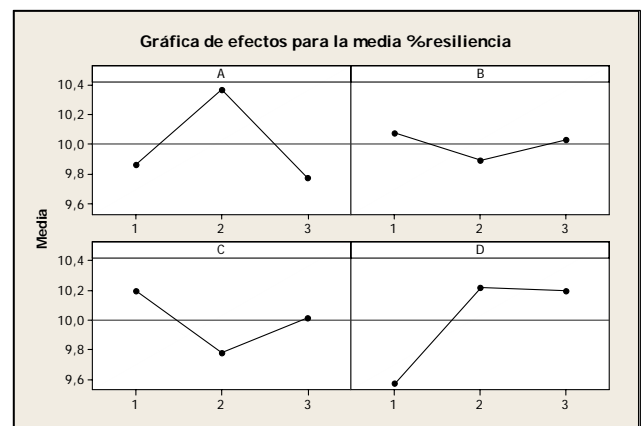 Gráfica de efectos para la media %resiliencia
Media
A
B
10,4
10,2
10,0
9,8
9,6
1 2 3
1 2 3
C
D
10,4
10,2
10,0
9,8
9,6
1 2 3
1 2 3